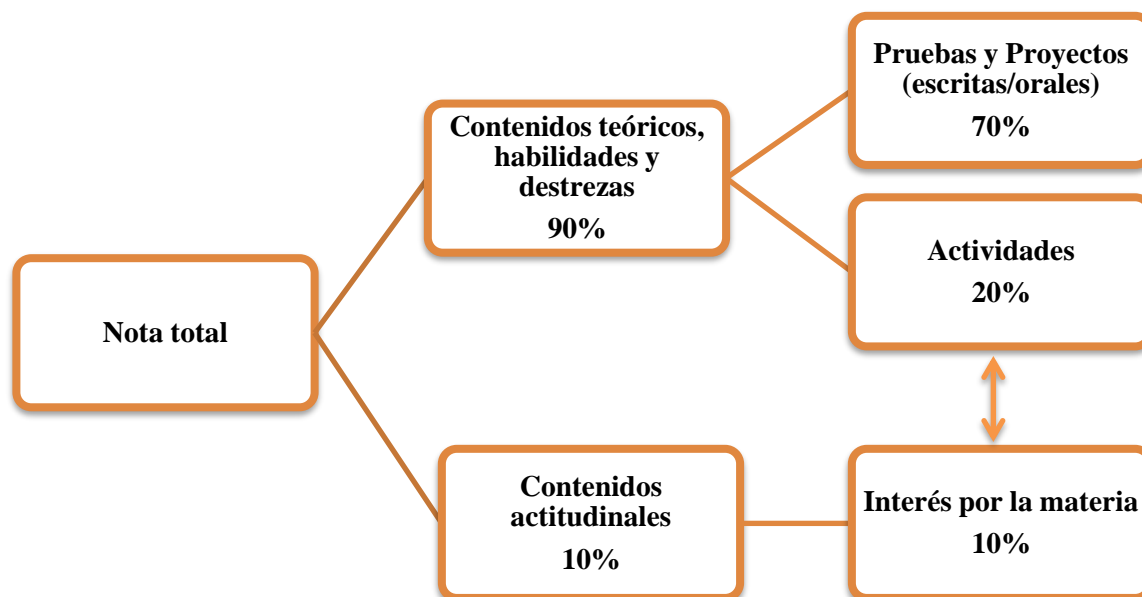 Nota total
Contenidos teóricos,
habilidades y
destrezas
90%
Pruebas y Proyectos
(escritas/orales)
70%
Actividades
20%
Contenidos
actitudinales
10%
Interés por la materia
10%